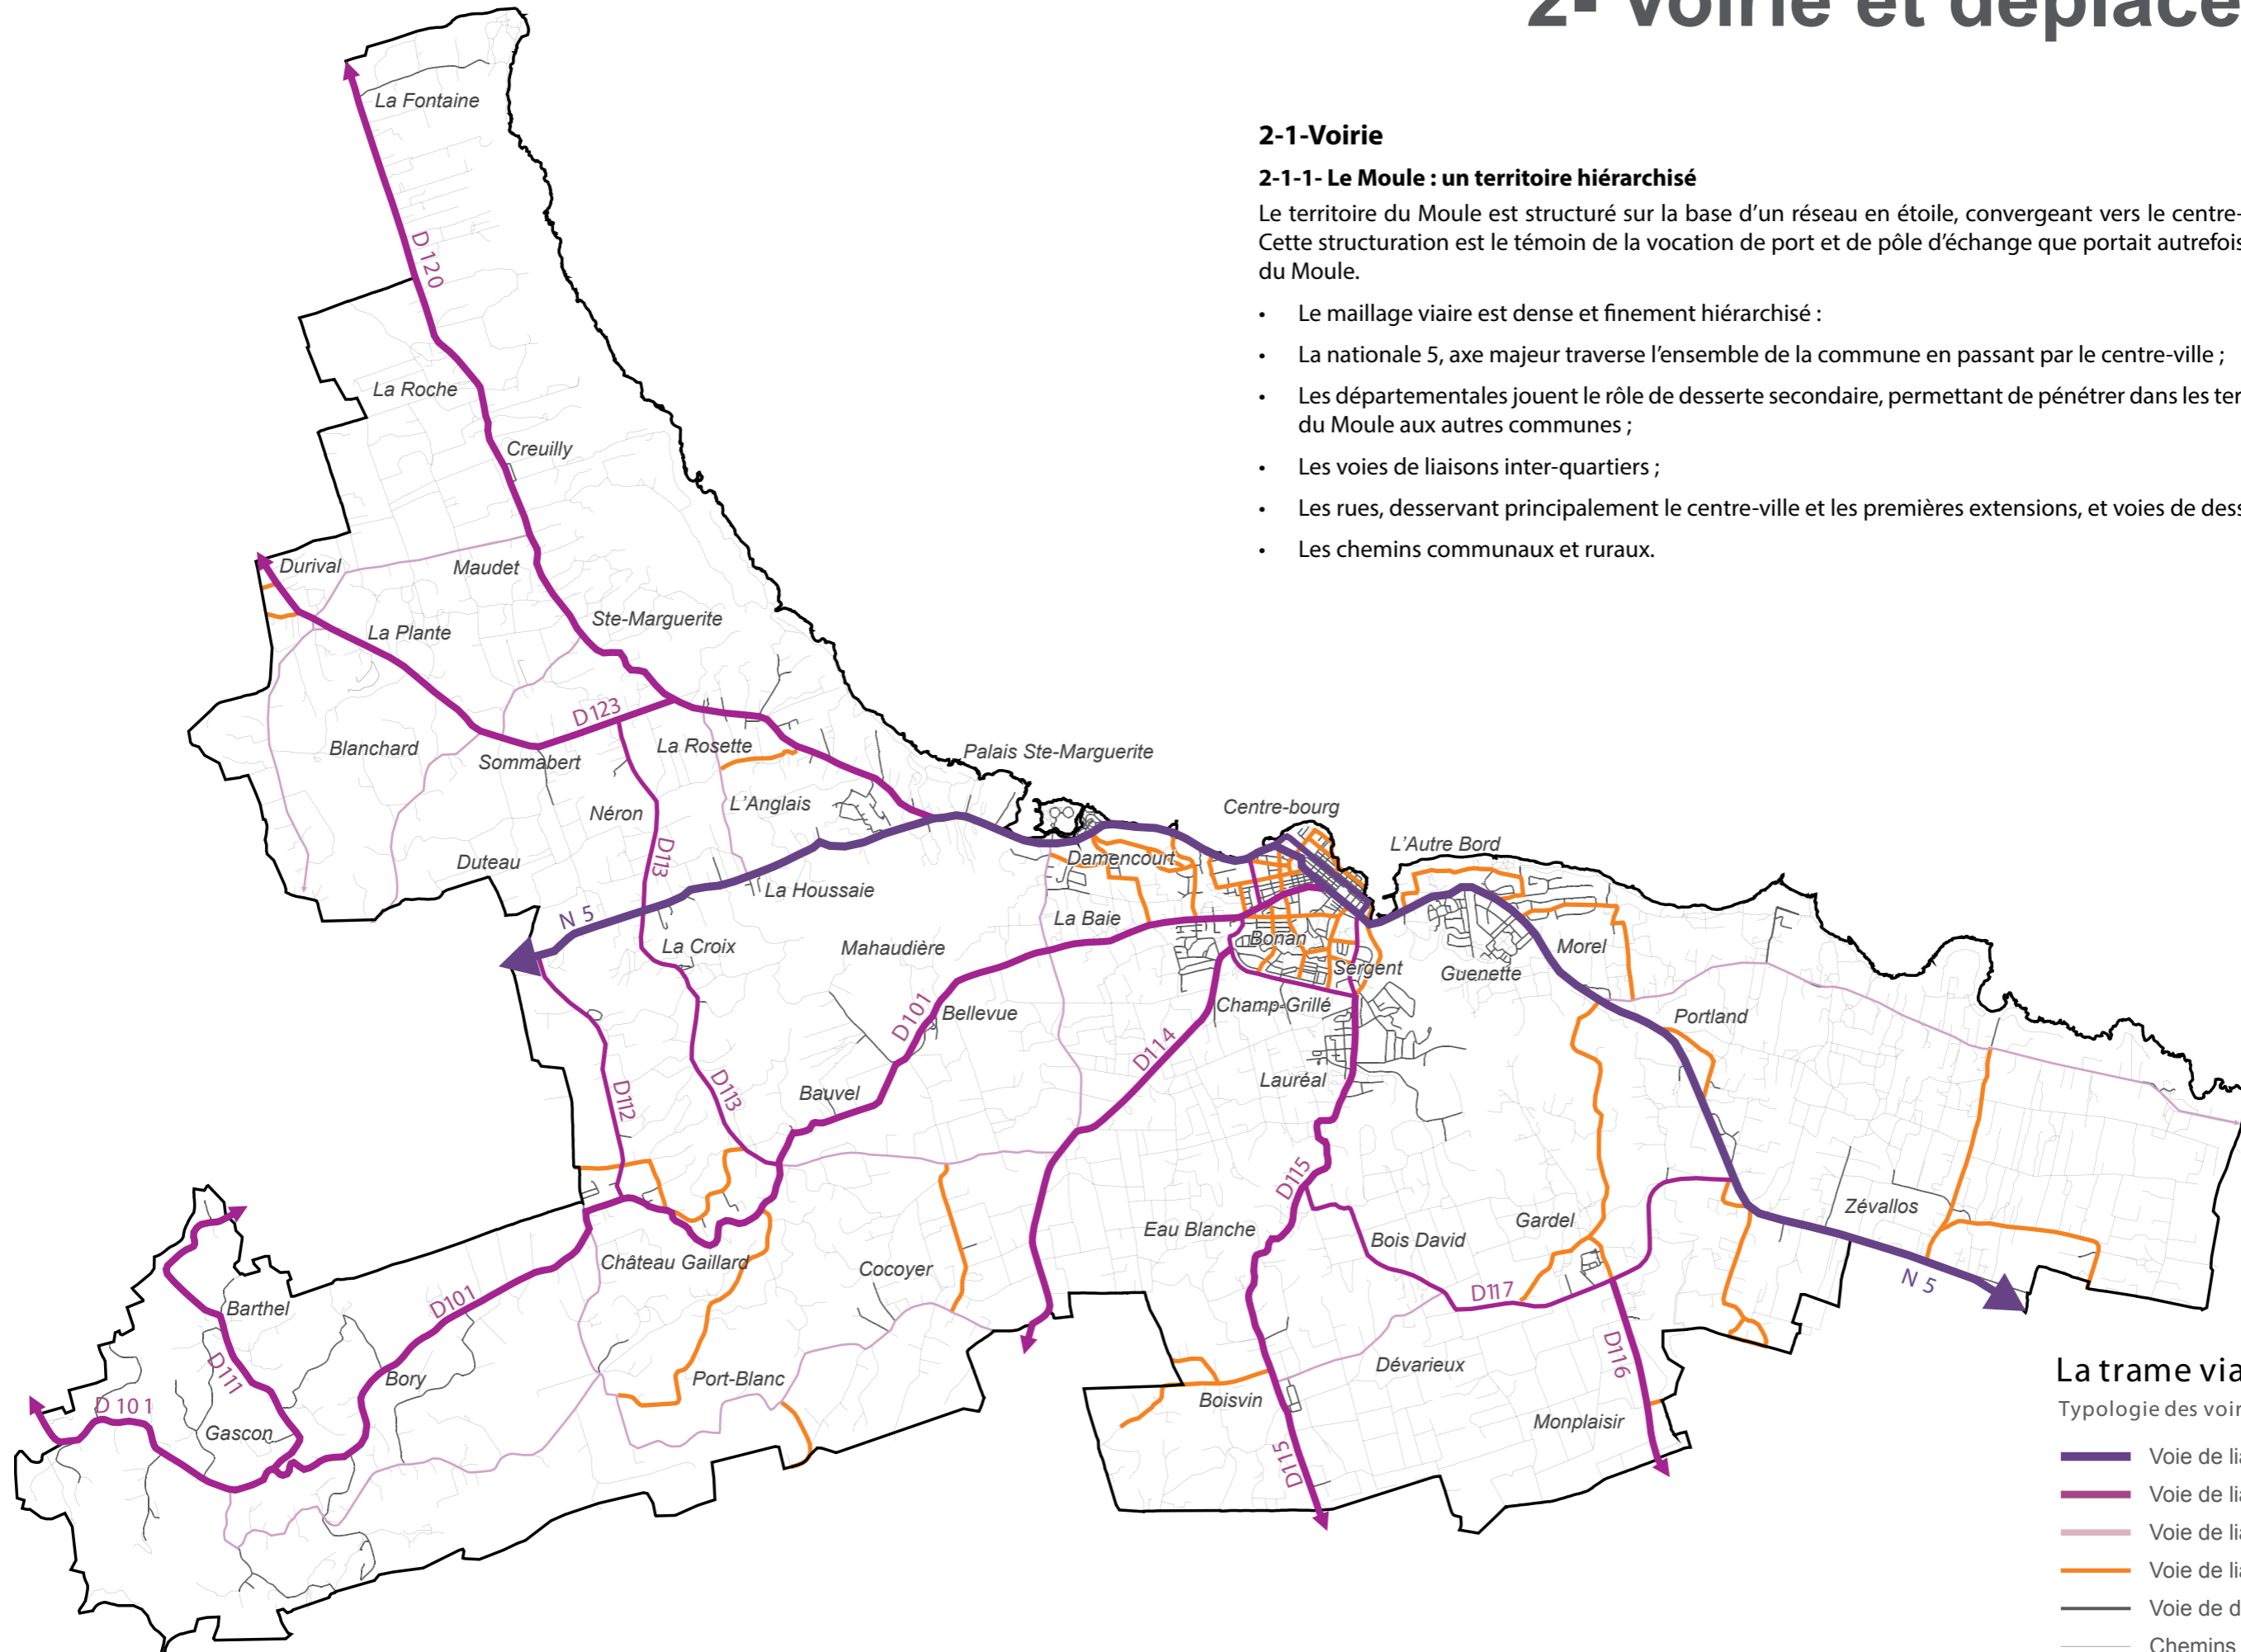 2- Voirie et déplace
2-1-Voirie
2-1-1- Le Moule : un territoire hiérarchisé
Le territoire du Moule est structuré sur la base d’un réseau en étoile, convergeant vers le centre-
Cette structuration est le témoin de la vocation de port et de pôle d’échange que portait autrefois
du Moule.
• Le maillage viaire est dense et finement hiérarchisé :
• La nationale 5, axe majeur traverse l’ensemble de la commune en passant par le centre-ville ;
• Les départementales jouent le rôle de desserte secondaire, permettant de pénétrer dans les ter
du Moule aux autres communes ;
• Les voies de liaisons inter-quartiers ;
• Les rues, desservant principalement le centre-ville et les premières extensions, et voies de dess
• Les chemins communaux et ruraux.
La Fontaine
D 120
La Roche
Creuilly
Durival
Maudet
Ste-Marguerite
La Plante
D 123
Blanchard
Sommabert
La Rosette
Palais Ste-Marguerite
Néron
L’Anglais
Centre-bourg
Duteau
D113
Damencourt
L’Autre Bord
La Houssaie
N 5
La Baie
La Croix
Mahaudière
Bonan
Morel
Sergent
Guenette
D101
Bellevue
Champ-Grillé
Portland
D114
D112
D113
Bauvel
Lauréal
D115
Eau Blanche
Gardel
Zévallos
Bois David
Château Gaillard
Cocoyer
N 5
Barthel
D101
D117
D111
D116
Bory
Port-Blanc
Dévarieux
D 101
Boisvin
Gascon
Monplaisir
D115
La trame via
Typologie des voir
Voie de lia
Voie de lia
Voie de lia
Voie de lia
Voie de d
Chemins